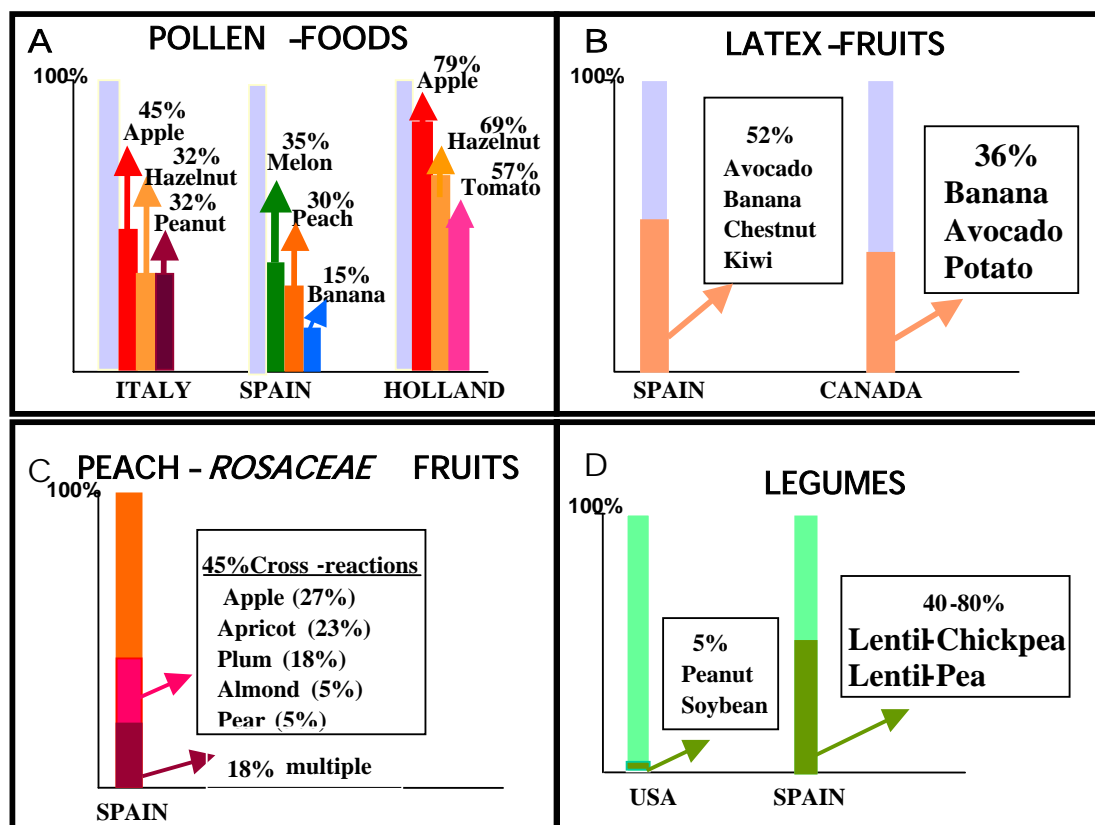 A
POLLEN -FOODS
100%
45%
Apple
32%
Hazelnut
32%
Peanut
35%
Melon
30%
Peach
15%
Banana
79%
Apple
69%
Hazelnut
57%
Tomato
ITALY
SPAIN
HOLLAND
B
LATEX-FRUITS
100%
52%
Avocado
Banana
Chestnut
Kiwi
36%
Banana
Avocado
Potato
SPAIN
CANADA
C
PEACH - ROSACEAE FRUITS
100%
45%Cross -reactions
Apple (27%)
Apricot (23%)
Plum (18%)
Almond (5%)
Pear (5%)
18% multiple
SPAIN
D
LEGUMES
100%
5%
Peanut
Soybean
40-80%
Lentil-Chickpea
Lentil-Pea
USA
SPAIN